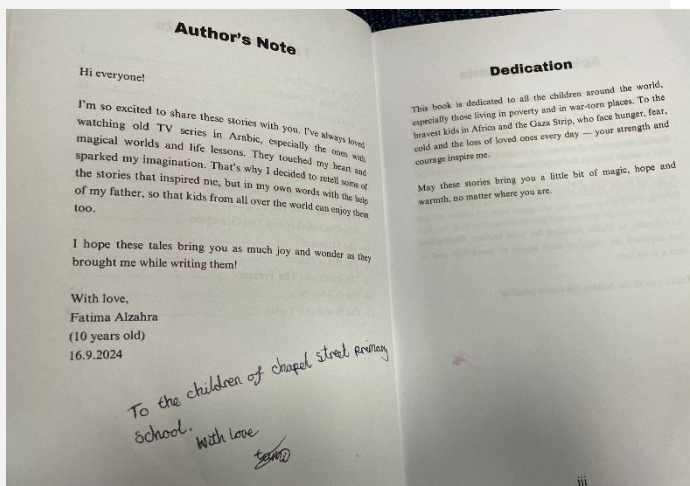 Author's Note
Hi everyone!
I'm so excited to share these stories with you. I've always loved
watching old TV series in Arabic, especially the ones with
magical worlds and life lessons. They touched my heart and
sparked my imagination. That's why I decided to retell some of
the stories that inspired me, but in my own words with the help
of my father, so that kids from all over the world can enjoy them
too.
I hope these tales bring you as much joy and wonder as they
brought me while writing them!
With love,
Fatima Alzahra
(10 years old)
16.9.2024
To the children of chapel street primary
school.
With love
Dedication
This book is dedicated to all the children around the world,
especially those living in poverty and in war-torn places. To the
bravest kids in Africa and the Gaza Strip, who face hunger, fear,
cold and the loss of loved ones every day — your strength and
courage inspire me.
May these stories bring you a little bit of magic, hope and
warmth, no matter where you are.
iii